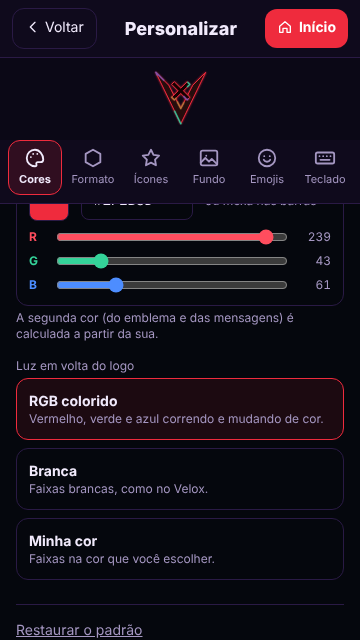 Voltar
Personalizar
Início
Cores
Formato
Ícones
Fundo
Emojis
Teclado
R
239
G
43
B
61
A segunda cor (do emblema e das mensagens) é
calculada a partir da sua.
Luz em volta do logo
RGB colorido
Vermelho, verde e azul correndo e mudando de cor.
Branca
Faixas brancas, como no Velox.
Minha cor
Faixas na cor que você escolher.
Restaurar o padrão